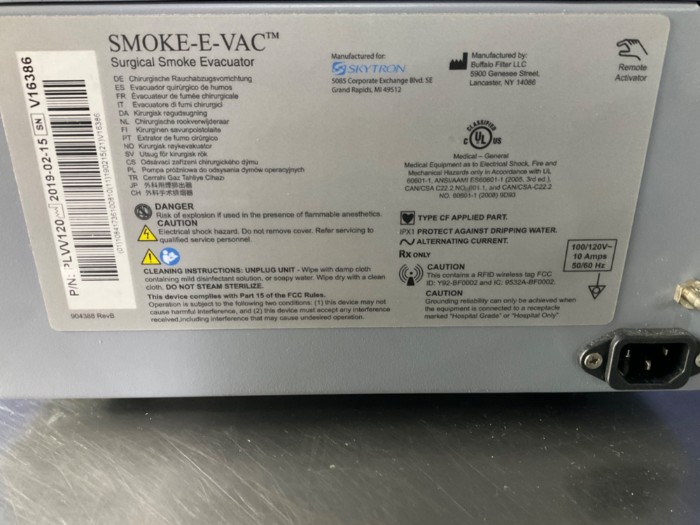 P/N: PLVV120 2019-02-15 SN V16386
SMOKE-E-VAC™
Surgical Smoke Evacuator
DE Chirurgische Rauchabzugsvorrichtung
ES Evacuador quirúrgico de humos
FR Évacuateur de fumée chirurgicale
IT Evacuatore di fumi chirurgici
DA Kirurgisk røgudsugning
NL Chirurgische rookverwijderaar
FI Kirurginen savunpoistolaite
PT Extrator de fumo cirúrgico
NO Kirurgisk røykevakuator
SV Utsug för kirurgisk rök
CS Odsávací zařízení chirurgického dýmu
PL Pompa próżniowa do odsysania dymów operacyjnych
TR Cerrahi Gaz Tahliye Cihazı
JP 外科用煙排出器
CH 外科手术排烟器
DANGER
Risk of explosion if used in the presence of flammable anesthetics.
CAUTION
Electrical shock hazard. Do not remove cover. Refer servicing to
qualified service personnel.
CLEANING INSTRUCTIONS: UNPLUG UNIT - Wipe with damp cloth
containing mild disinfectant solution, or soapy water. Wipe dry with a clean
cloth. DO NOT STEAM STERILIZE.
This device complies with Part 15 of the FCC Rules.
Operation is subject to the following two conditions: (1) this device may not
cause harmful interference, and (2) this device must accept any interference
received, including interference that may cause undesired operation.
904388 RevB
Manufactured for:
SKYTRON
5085 Corporate Exchange Blvd. SE
Grand Rapids, MI 49512
Manufactured by:
Buffalo Filter LLC
5900 Genesee Street,
Lancaster, NY 14086
Remote
Activator
CLASSIFIED
C UL US
Medical – General
Medical Equipment as to Electrical Shock, Fire and
Mechanical Hazards only in Accordance with UL
60601-1, ANSI/AAMI ES60601-1 (2005, 3rd ed.),
CAN/CSA C22.2 NO. 601.1, and CAN/CSA-C22.2
NO. 60601-1 (2008)
TYPE CF APPLIED PART.
IPX1 PROTECT AGAINST DRIPPING WATER.
ALTERNATING CURRENT.
Rx ONLY
CAUTION
This contains a RFID wireless tag FCC
ID: Y92-BF0002 and IC: 9532A-BF0002.
CAUTION
Grounding reliability can only be achieved when
the equipment is connected to a receptacle
marked "Hospital Grade" or "Hospital Only"
100/120V~
10 Amps
50/60 Hz